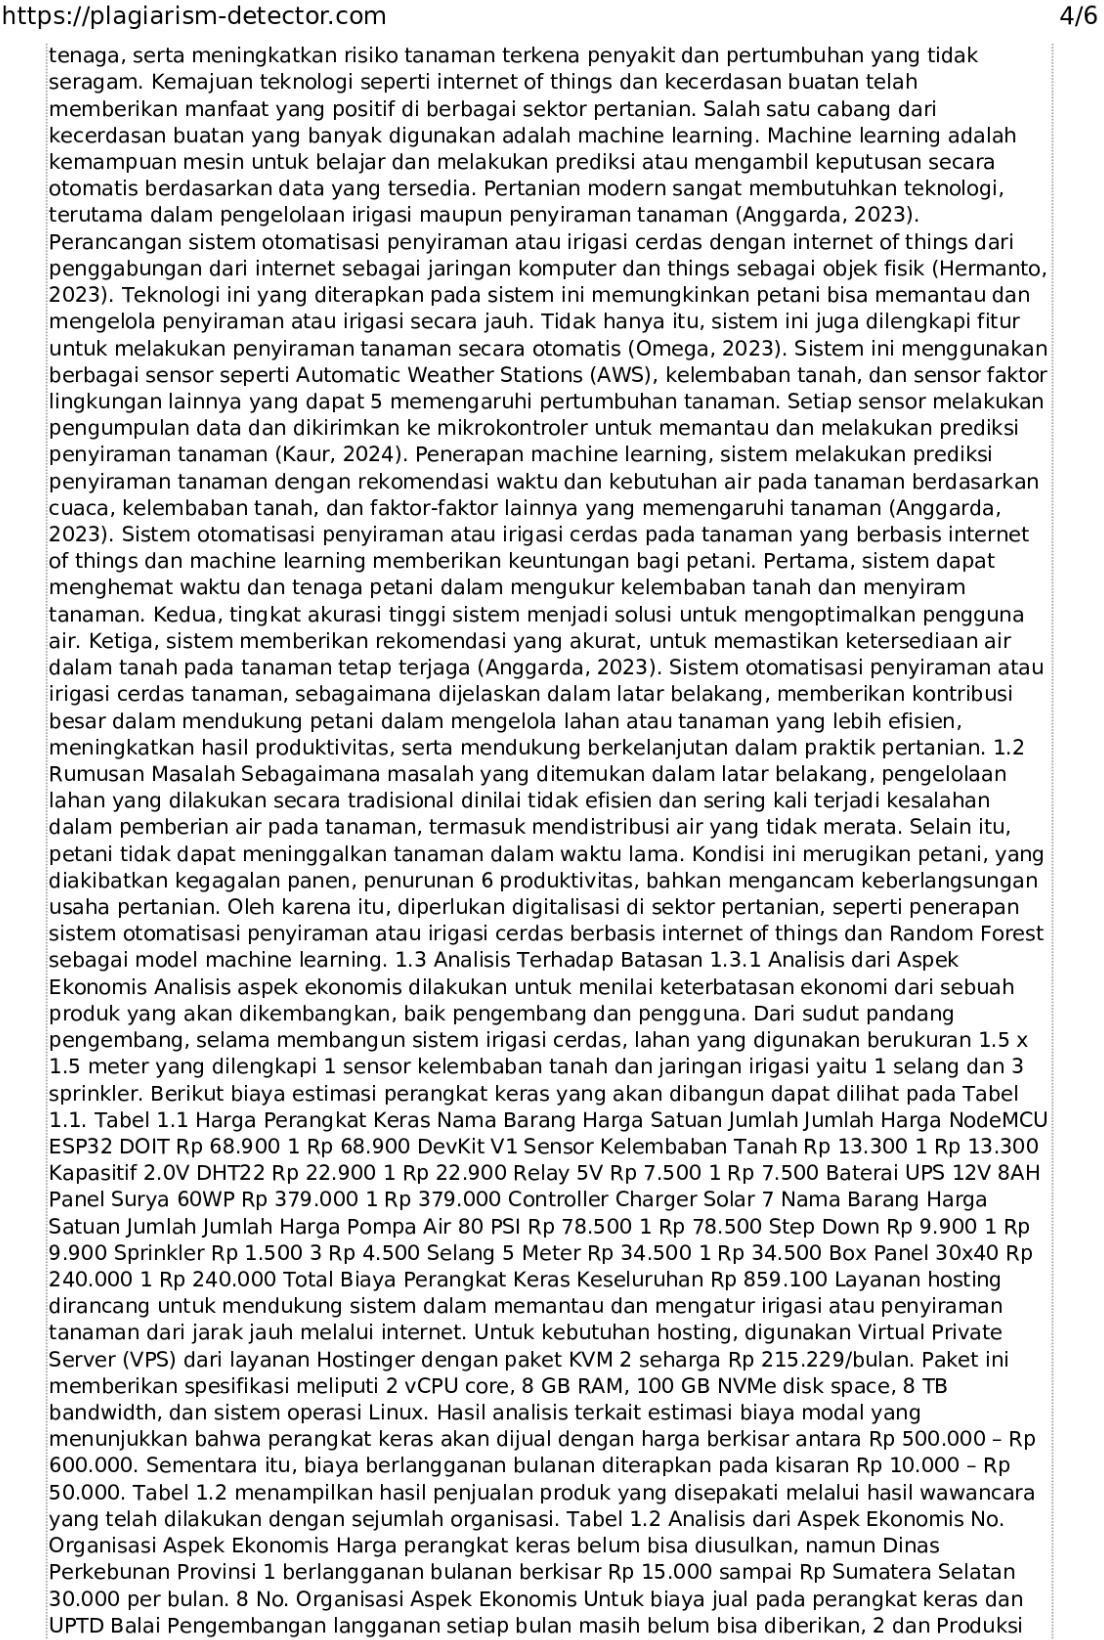 https://plagiarism-detector.com 4/6
tenaga, serta meningkatkan risiko tanaman terkena penyakit dan pertumbuhan yang tidak
seragam. Kemajuan teknologi seperti internet of things dan kecerdasan buatan telah
memberikan manfaat yang positif di berbagai sektor pertanian. Salah satu cabang dari
kecerdasan buatan yang banyak digunakan adalah machine learning. Machine learning adalah
kemampuan mesin untuk belajar dan melakukan prediksi atau mengambil keputusan secara
otomatis berdasarkan data yang tersedia. Pertanian modern sangat membutuhkan teknologi,
terutama dalam pengelolaan irigasi maupun penyiraman tanaman (Anggarda, 2023).
Perancangan sistem otomatisasi penyiraman atau irigasi cerdas dengan internet of things dari
penggabungan dari internet sebagai jaringan komputer dan things sebagai objek fisik (Hermanto,
2023). Teknologi ini yang diterapkan pada sistem ini memungkinkan petani bisa memantau dan
mengelola penyiraman atau irigasi secara jauh. Tidak hanya itu, sistem ini juga dilengkapi fitur
untuk melakukan penyiraman tanaman secara otomatis (Omega, 2023). Sistem ini menggunakan
berbagai sensor seperti Automatic Weather Stations (AWS), kelembaban tanah, dan sensor faktor
lingkungan lainnya yang dapat 5 memengaruhi pertumbuhan tanaman. Setiap sensor melakukan
pengumpulan data dan dikirimkan ke mikrokontroler untuk memantau dan melakukan prediksi
penyiraman tanaman (Kaur, 2024). Penerapan machine learning, sistem melakukan prediksi
penyiraman tanaman dengan rekomendasi waktu dan kebutuhan air pada tanaman berdasarkan
cuaca, kelembaban tanah, dan faktor-faktor lainnya yang memengaruhi tanaman (Anggarda,
2023). Sistem otomatisasi penyiraman atau irigasi cerdas pada tanaman yang berbasis internet
of things dan machine learning memberikan keuntungan bagi petani. Pertama, sistem dapat
menghemat waktu dan tenaga petani dalam mengukur kelembaban tanah dan menyiram
tanaman. Kedua, tingkat akurasi tinggi sistem menjadi solusi untuk mengoptimalkan pengguna
air. Ketiga, sistem memberikan rekomendasi yang akurat, untuk memastikan ketersediaan air
dalam tanah pada tanaman tetap terjaga (Anggarda, 2023). Sistem otomatisasi penyiraman atau
irigasi cerdas tanaman, sebagaimana dijelaskan dalam latar belakang, memberikan kontribusi
besar dalam mendukung petani dalam mengelola lahan atau tanaman yang lebih efisien,
meningkatkan hasil produktivitas, serta mendukung berkelanjutan dalam praktik pertanian. 1.2
Rumusan Masalah Sebagaimana masalah yang ditemukan dalam latar belakang, pengelolaan
lahan yang dilakukan secara tradisional dinilai tidak efisien dan sering kali terjadi kesalahan
dalam pemberian air pada tanaman, termasuk mendistribusi air yang tidak merata. Selain itu,
petani tidak dapat meninggalkan tanaman dalam waktu lama. Kondisi ini merugikan petani, yang
diakibatkan kegagalan panen, penurunan 6 produktivitas, bahkan mengancam keberlangsungan
usaha pertanian. Oleh karena itu, diperlukan digitalisasi di sektor pertanian, seperti penerapan
sistem otomatisasi penyiraman atau irigasi cerdas berbasis internet of things dan Random Forest
sebagai model machine learning. 1.3 Analisis Terhadap Batasan 1.3.1 Analisis dari Aspek
Ekonomis Analisis aspek ekonomis dilakukan untuk menilai keterbatasan ekonomi dari sebuah
produk yang akan dikembangkan, baik pengembang dan pengguna. Dari sudut pandang
pengembang, selama membangun sistem irigasi cerdas, lahan yang digunakan berukuran 1.5 x
1.5 meter yang dilengkapi 1 sensor kelembaban tanah dan jaringan irigasi yaitu 1 selang dan 3
sprinkler. Berikut biaya estimasi perangkat keras yang akan dibangun dapat dilihat pada Tabel
1.1. Tabel 1.1 Harga Perangkat Keras Nama Barang Harga Satuan Jumlah Jumlah Harga NodeMCU
ESP32 DOIT Rp 68.900 1 Rp 68.900 DevKit V1 Sensor Kelembaban Tanah Rp 13.300 1 Rp 13.300
Kapasitif 2.0V DHT22 Rp 22.900 1 Rp 22.900 Relay 5V Rp 7.500 1 Rp 7.500 Baterai UPS 12V 8AH
Panel Surya 60WP Rp 379.000 1 Rp 379.000 Controller Charger Solar 7 Nama Barang Harga
Satuan Jumlah Jumlah Harga Pompa Air 80 PSI Rp 78.500 1 Rp 78.500 Step Down Rp 9.900 1 Rp
9.900 Sprinkler Rp 1.500 3 Rp 4.500 Selang 5 Meter Rp 34.500 1 Rp 34.500 Box Panel 30x40 Rp
240.000 1 Rp 240.000 Total Biaya Perangkat Keras Keseluruhan Rp 859.100 Layanan hosting
dirancang untuk mendukung sistem dalam memantau dan mengatur irigasi atau penyiraman
tanaman dari jarak jauh melalui internet. Untuk kebutuhan hosting, digunakan Virtual Private
Server (VPS) dari layanan Hostinger dengan paket KVM 2 seharga Rp 215.229/bulan. Paket ini
memberikan spesifikasi meliputi 2 vCPU core, 8 GB RAM, 100 GB NVMe disk space, 8 TB
bandwidth, dan sistem operasi Linux. Hasil analisis terkait estimasi biaya modal yang
menunjukkan bahwa perangkat keras akan dijual dengan harga berkisar antara Rp 500.000 – Rp
600.000. Sementara itu, biaya berlangganan bulanan diterapkan pada kisaran Rp 10.000 – Rp
50.000. Tabel 1.2 menampilkan hasil penjualan produk yang disepakati melalui hasil wawancara
yang telah dilakukan dengan sejumlah organisasi. Tabel 1.2 Analisis dari Aspek Ekonomis No.
Organisasi Aspek Ekonomis Harga perangkat keras belum bisa diusulkan, namun Dinas
Perkebunan Provinsi 1 berlangganan bulanan berkisar Rp 15.000 sampai Rp Sumatera Selatan
30.000 per bulan. 8 No. Organisasi Aspek Ekonomis Untuk biaya jual pada perangkat keras dan
UPTD Balai Pengembangan langganan setiap bulan masih belum bisa diberikan, 2 dan Produksi